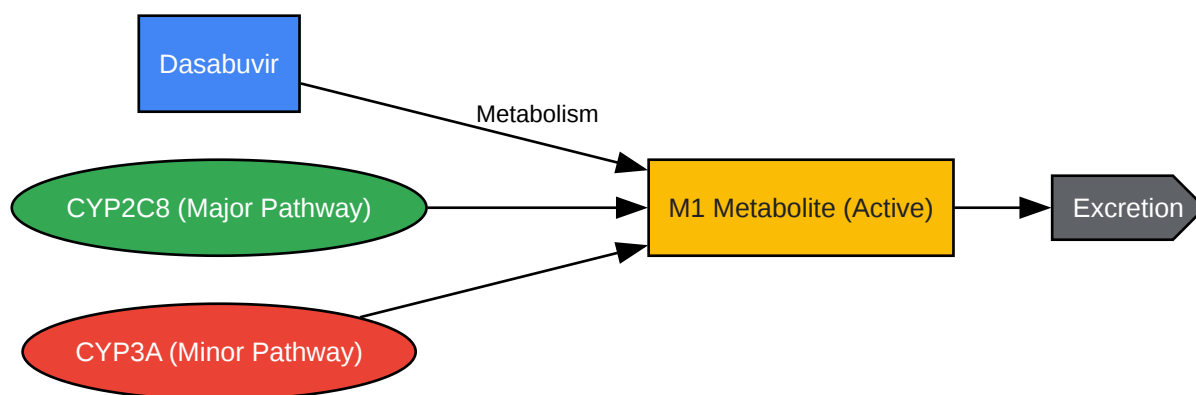 Dasabuvir
Metabolism
CYP2C8 (Major Pathway)
M1 Metabolite (Active)
Excretion
CYP3A (Minor Pathway)